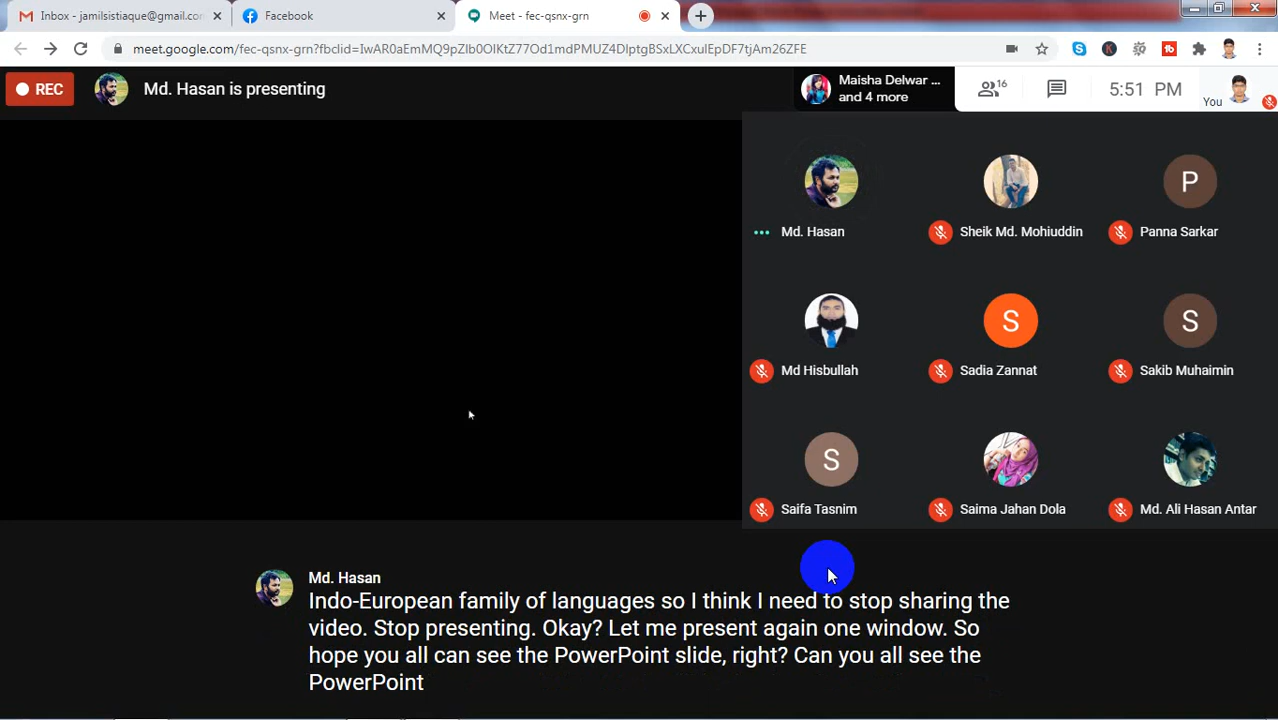 Inbox - jamilsistiaque@gmail.co
Facebook
Meet - fec-qsnx-grn
meet.google.com/fec-qsnx-grn?fbclid=IwAR0aEmMQ9pZIb0OlKtZ77Od1mdPMUZ4DlptgBSxLXCxulEpDF7tjAm26ZFE
REC
Md. Hasan is presenting
Maisha Delwar ...
and 4 more
16
5:51 PM
You
Md. Hasan
Sheik Md. Mohiuddin
P
Panna Sarkar
Md Hisbullah
S
Sadia Zannat
S
Sakib Muhaimin
S
Saifa Tasnim
Saima Jahan Dola
Md. Ali Hasan Antar
Md. Hasan
Indo-European family of languages so I think I need to stop sharing the
video. Stop presenting. Okay? Let me present again one window. So
hope you all can see the PowerPoint slide, right? Can you all see the
PowerPoint